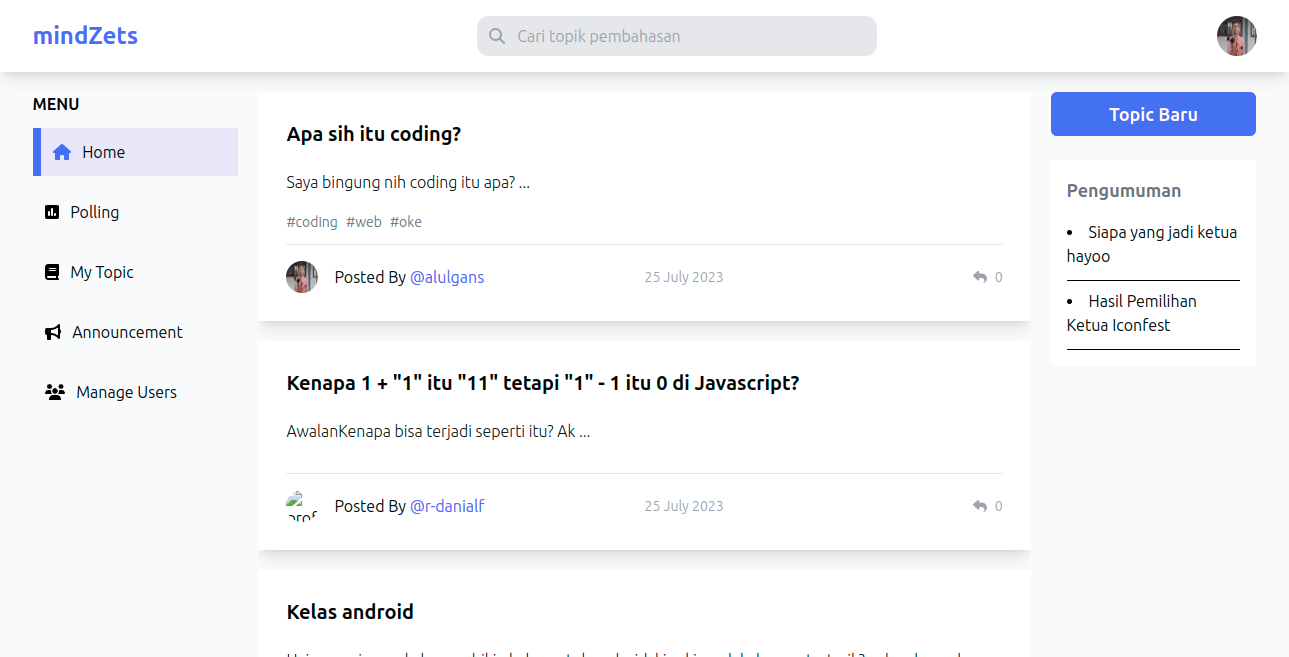 mindZets
Cari topik pembahasan
MENU
Home
Polling
My Topic
Announcement
Manage Users
Apa sih itu coding?
Saya bingung nih coding itu apa? ...
#coding #web #oke
Posted By @alulgans
25 July 2023
0
Kenapa 1 + "1" itu "11" tetapi "1" - 1 itu 0 di Javascript?
AwalanKenapa bisa terjadi seperti itu? Ak ...
Posted By @r-danialf
25 July 2023
0
Kelas android
Topic Baru
Pengumuman
• Siapa yang jadi ketua
hayoo
• Hasil Pemilihan
Ketua Iconfest